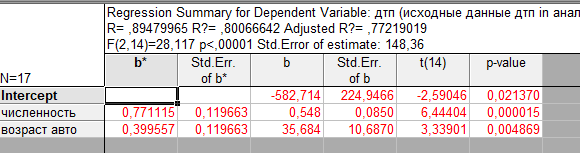 Regression Summary for Dependent Variable: дтп (исходные данные дтп in анал
R= ,89479965 R?= ,80066642 Adjusted R?= ,77219019
F(2,14)=28,117 p<,00001 Std.Error of estimate: 148,36
N=17 b* Std.Err. of b* b Std.Err. of b t(14) p-value
Intercept -582,714 224,9466 -2,59046 0,021370
численность 0,771115 0,119663 0,548 0,0850 6,44404 0,000015
возраст авто 0,399557 0,119663 35,684 10,6870 3,33901 0,004869